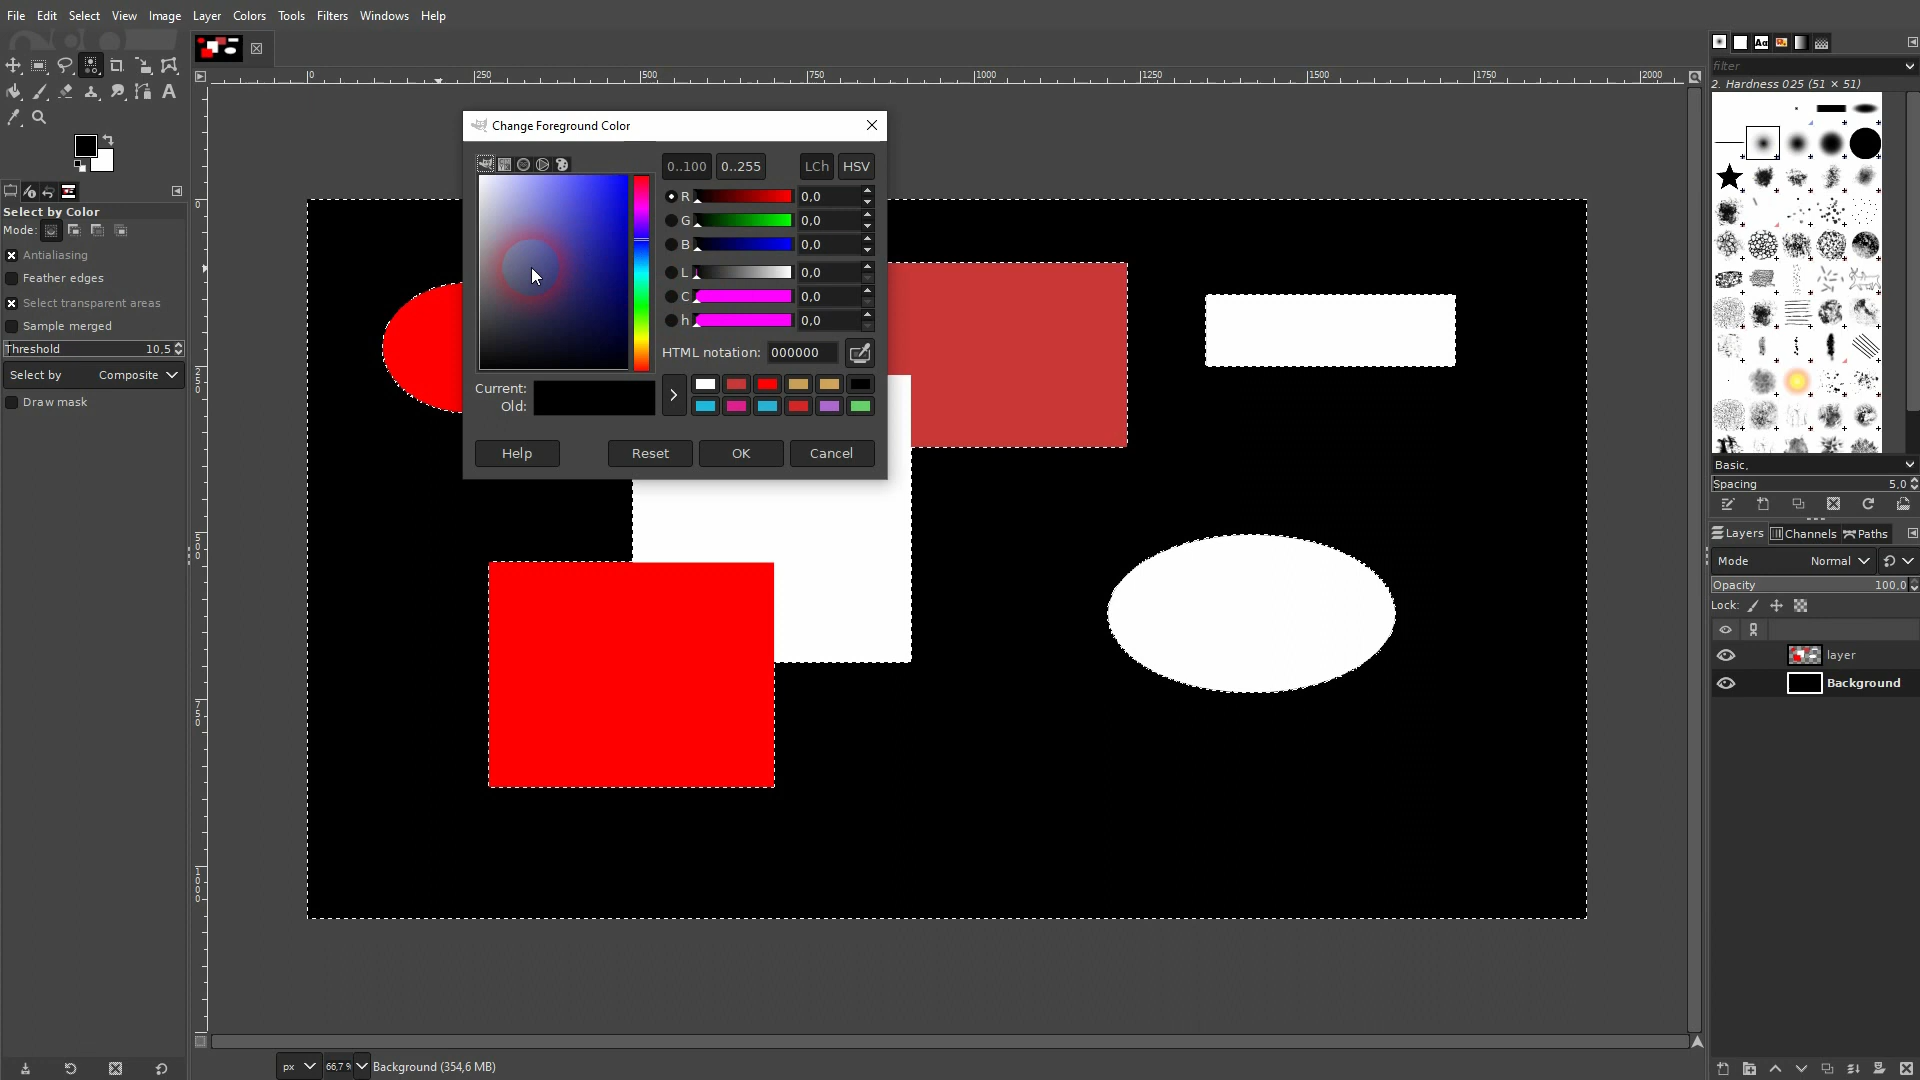 File Edit Select View Image Layer Colors Tools Filters Windows Help
0 250 500 750 1000 1250 1500 1750 2000
filter
2. Hardness 025 (51 × 51)
Change Foreground Color
0..100 0..255 LCh HSV
R 0,0
G 0,0
B 0,0
L 0,0
C 0,0
h 0,0
HTML notation: 000000
Current:
Old:
Help Reset OK Cancel
Select by Color
Mode:
Antialiasing
Feather edges
Select transparent areas
Sample merged
Threshold 10,5
Select by Composite
Draw mask
0
250
500
750
1000
Basic,
Spacing 5,0
Layers Channels Paths
Mode Normal
Opacity 100,0
Lock:
layer
Background
px 66,7 % Background (354,6 MB)